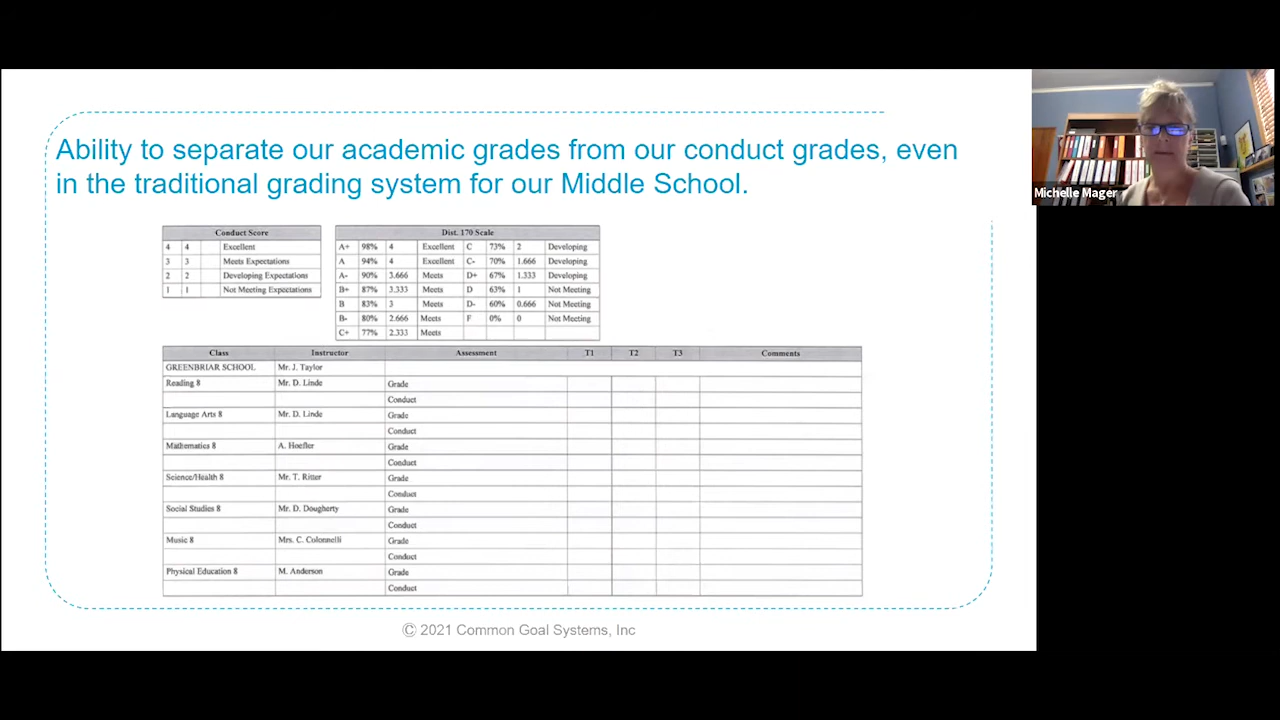 Ability to separate our academic grades from our conduct grades, even
in the traditional grading system for our Middle School.
Michelle Mager
Conduct Score
4 4 Excellent
3 3 Meets Expectations
2 2 Developing Expectations
1 1 Not Meeting Expectations
Dist. 170 Scale
A+ 98% 4 Excellent C 73% 2 Developing
A 94% 4 Excellent C- 70% 1.666 Developing
A- 90% 3.666 Meets D+ 67% 1.333 Developing
B+ 87% 3.333 Meets D 63% 1 Not Meeting
B 83% 3 Meets D- 60% 0.666 Not Meeting
B- 80% 2.666 Meets F 0% 0 Not Meeting
C+ 77% 2.333 Meets
Class Instructor Assessment T1 T2 T3 Comments
GREENBRIAR SCHOOL Mr. J. Taylor
Reading 8 Mr. D. Linde Grade
Conduct
Language Arts 8 Mr. D. Linde Grade
Conduct
Mathematics 8 A. Hoefler Grade
Conduct
Science/Health 8 Mr. T. Ritter Grade
Conduct
Social Studies 8 Mr. D. Dougherty Grade
Conduct
Music 8 Mrs. C. Colonnelli Grade
Conduct
Physical Education 8 M. Anderson Grade
Conduct
© 2021 Common Goal Systems, Inc